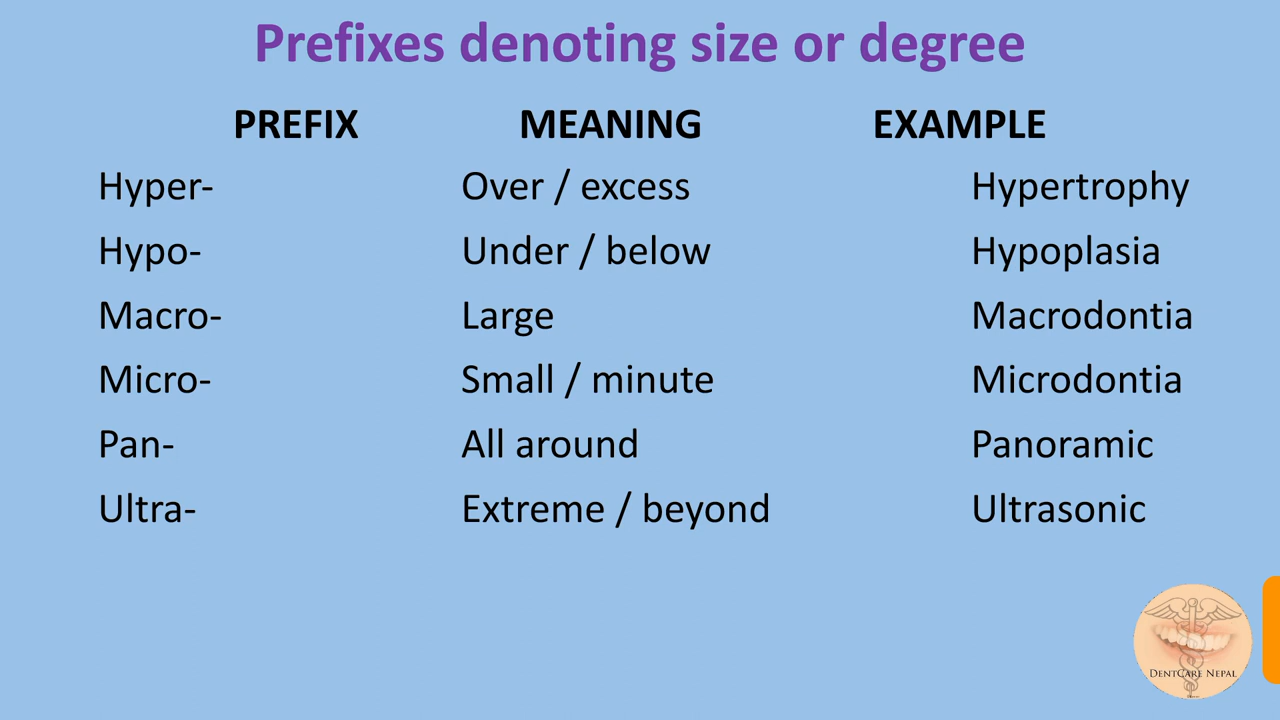 Prefixes denoting size or degree
PREFIX MEANING EXAMPLE
Hyper- Over / excess Hypertrophy
Hypo- Under / below Hypoplasia
Macro- Large Macrodontia
Micro- Small / minute Microdontia
Pan- All around Panoramic
Ultra- Extreme / beyond Ultrasonic
DentCare Nepal